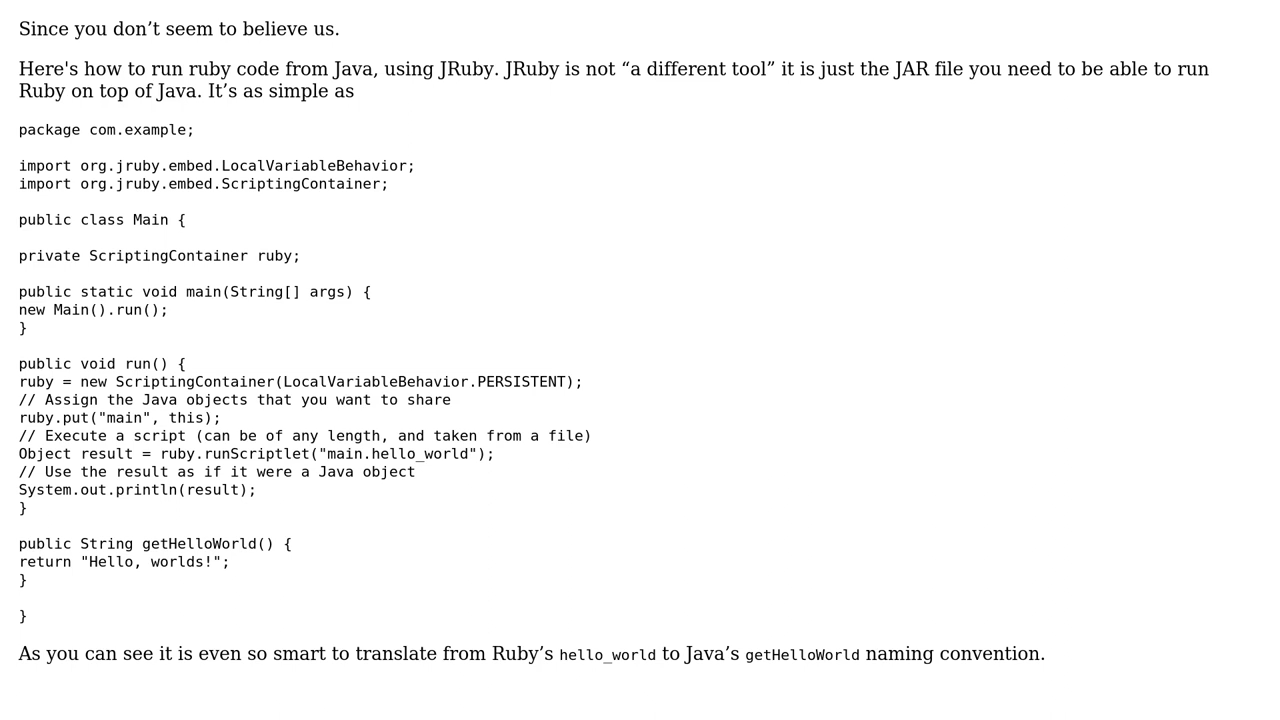 Since you don’t seem to believe us.
Here's how to run ruby code from Java, using JRuby. JRuby is not “a different tool” it is just the JAR file you need to be able to run
Ruby on top of Java. It’s as simple as
package com.example;
import org.jruby.embed.LocalVariableBehavior;
import org.jruby.embed.ScriptingContainer;
public class Main {
private ScriptingContainer ruby;
public static void main(String[] args) {
new Main().run();
}
public void run() {
ruby = new ScriptingContainer(LocalVariableBehavior.PERSISTENT);
// Assign the Java objects that you want to share
ruby.put("main", this);
// Execute a script (can be of any length, and taken from a file)
Object result = ruby.runScriptlet("main.hello_world");
// Use the result as if it were a Java object
System.out.println(result);
}
public String getHelloWorld() {
return "Hello, worlds!";
}
}
As you can see it is even so smart to translate from Ruby’s hello_world to Java’s getHelloWorld naming convention.